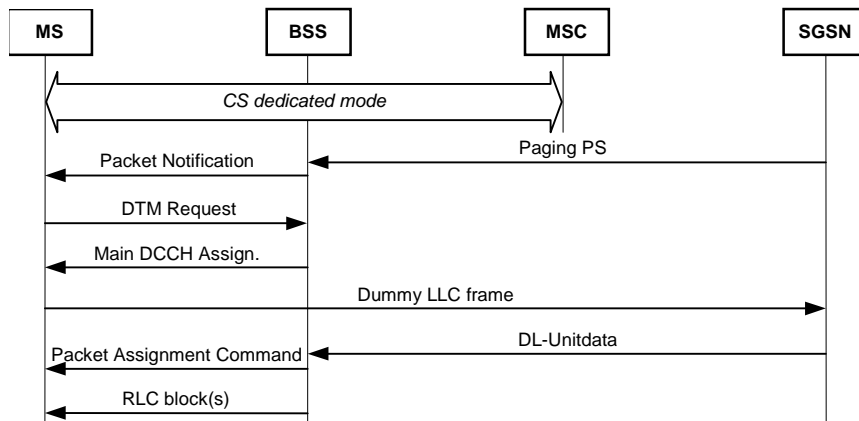 MS
BSS
MSC
SGSN
CS dedicated mode
Paging PS
Packet Notification
DTM Request
Main DCCH Assign.
Dummy LLC frame
DL-Unitdata
Packet Assignment Command
RLC block(s)